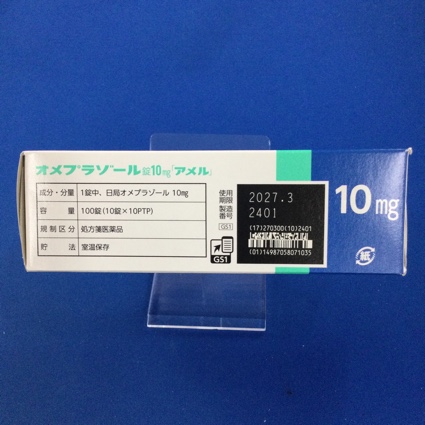 オメプラゾール錠10mg「アメル」
成分・分量 1錠中、日局オメプラゾール 10mg
容量 100錠(10錠×10PTP)
規制区分 処方箋医薬品
貯法 室温保存
使用期限 2027.3
製造番号 2401
(GS1)
(17)270300(10)2401
(01)14987058071035
GS1
10mg
紙